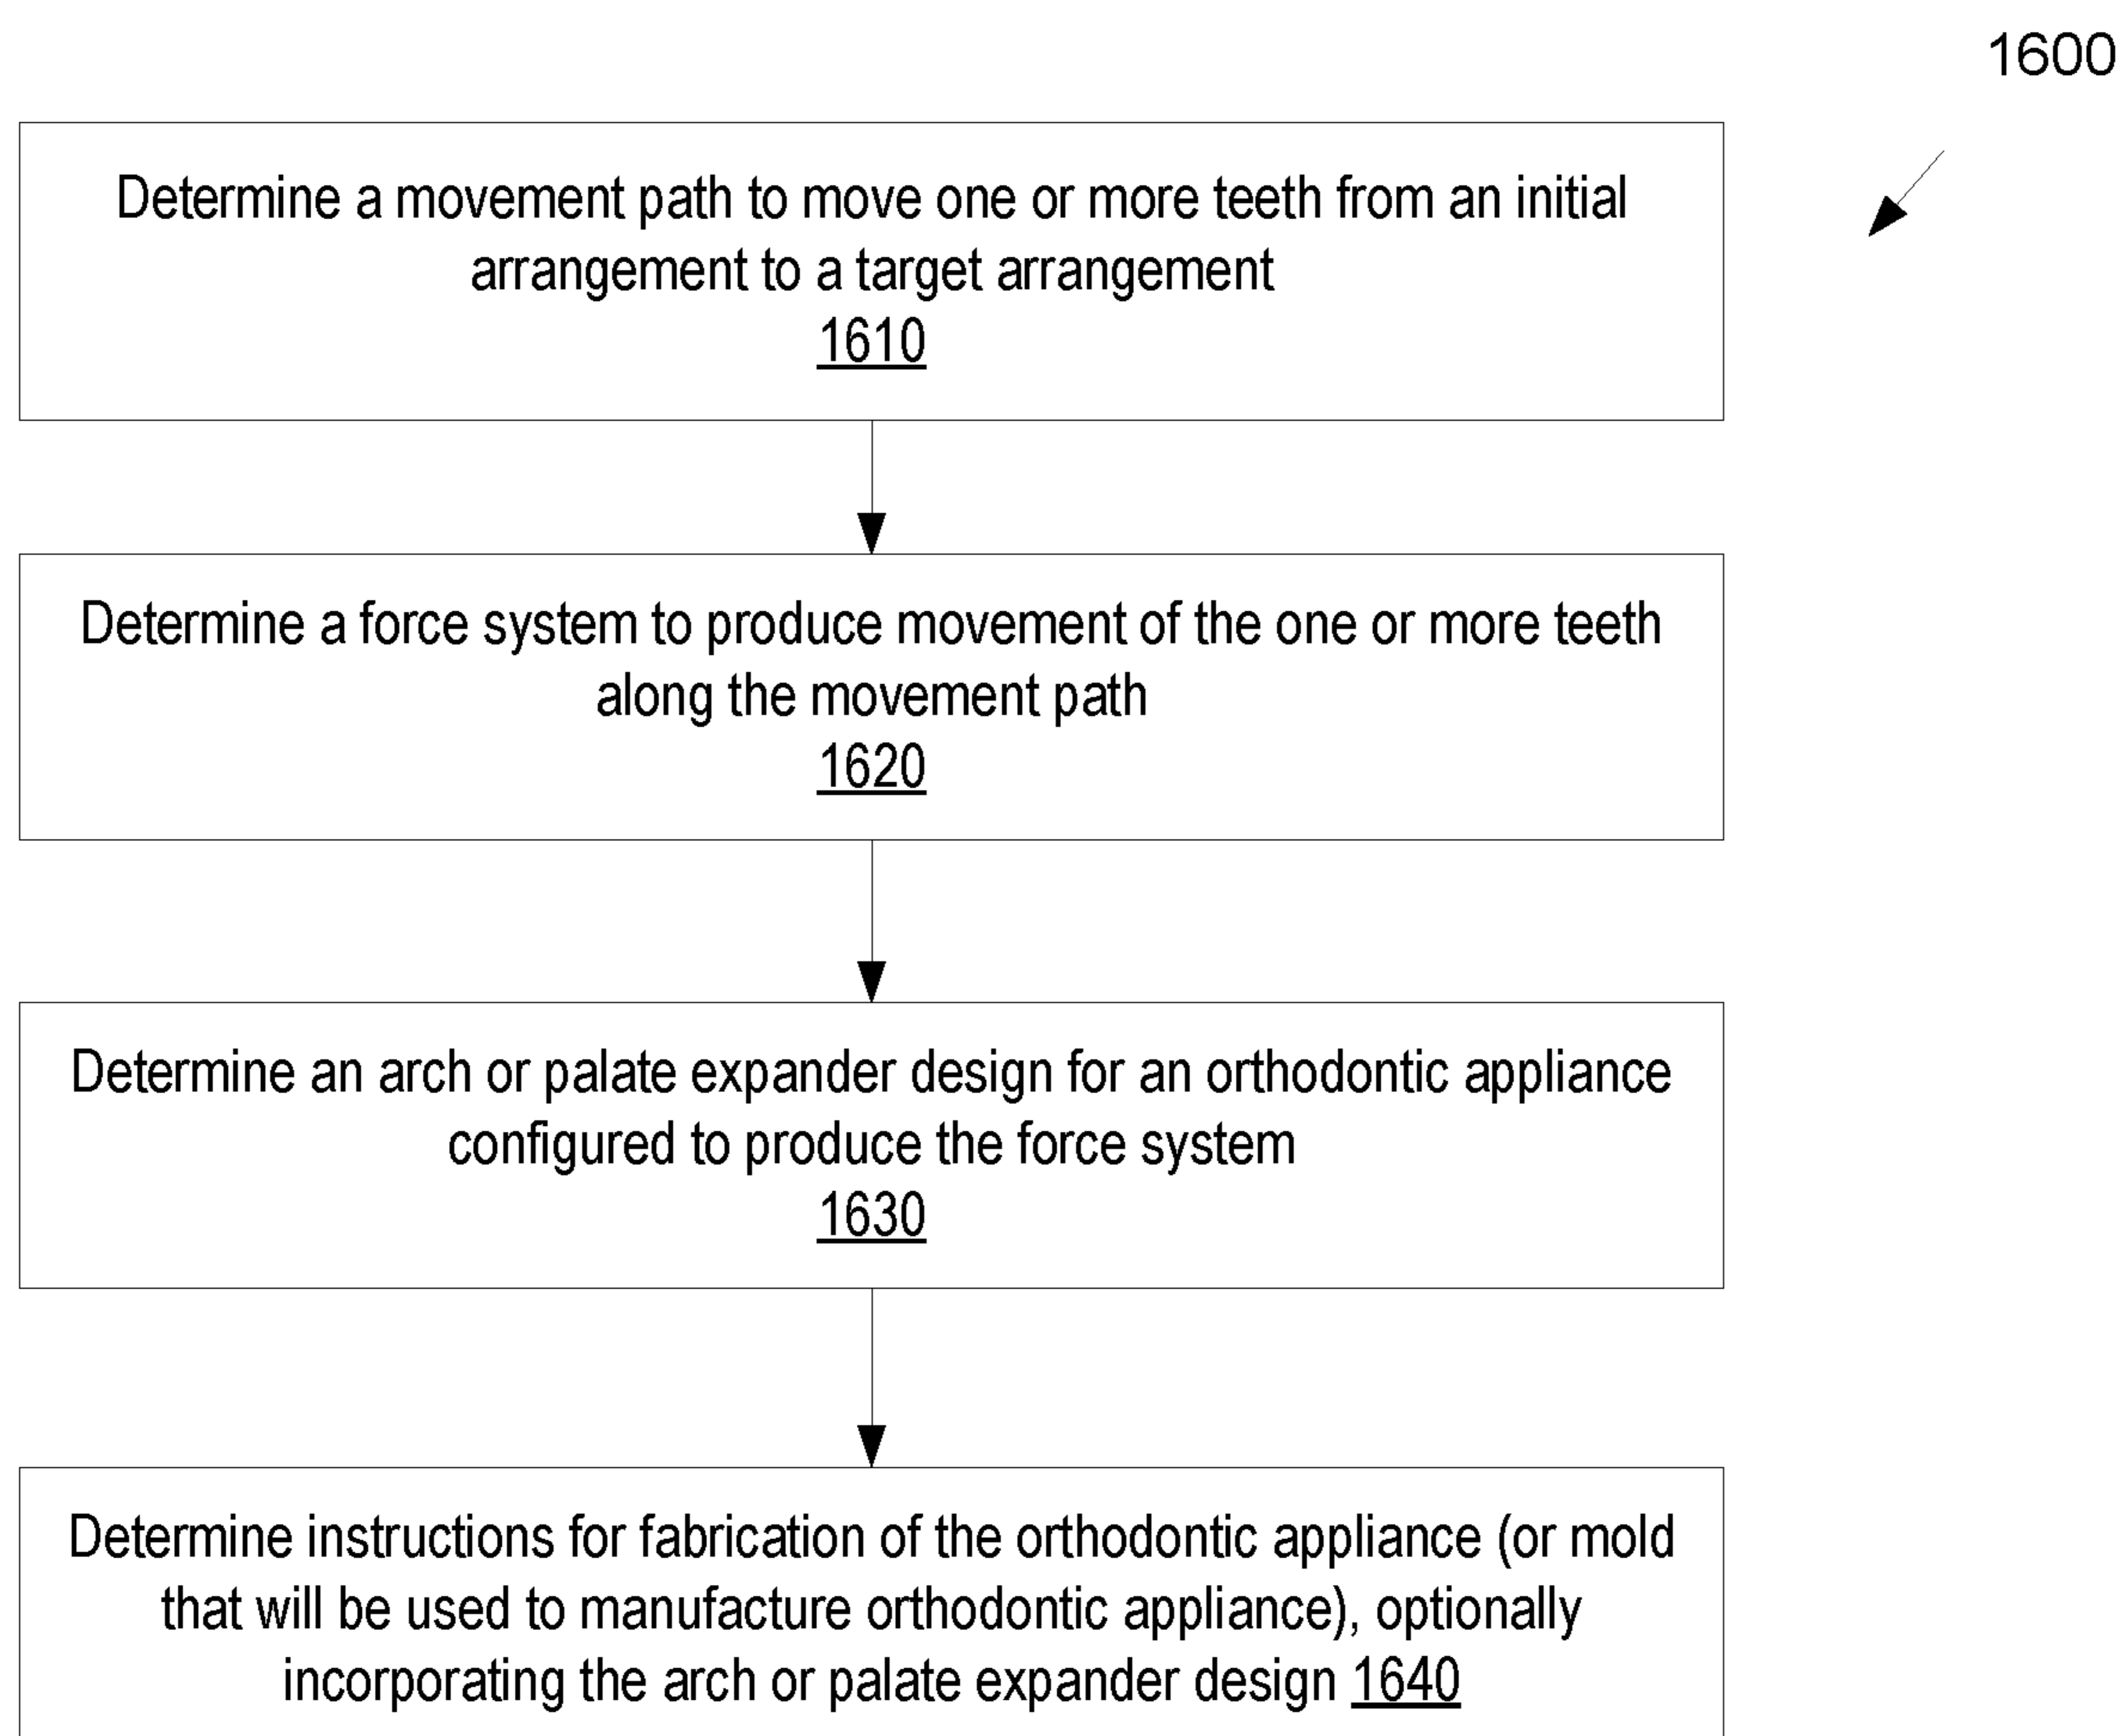 1600
Determine a movement path to move one or more teeth from an initial
arrangement to a target arrangement
1610
Determine a force system to produce movement of the one or more teeth
along the movement path
1620
Determine an arch or palate expander design for an orthodontic appliance
configured to produce the force system
1630
Determine instructions for fabrication of the orthodontic appliance (or mold
that will be used to manufacture orthodontic appliance), optionally
incorporating the arch or palate expander design 1640